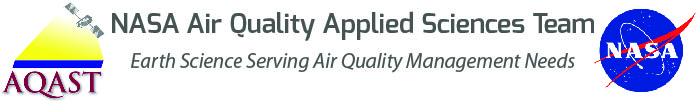 NASA Air Quality Applied Sciences Team
Earth Science Serving Air Quality Management Needs
AQAST
NASA